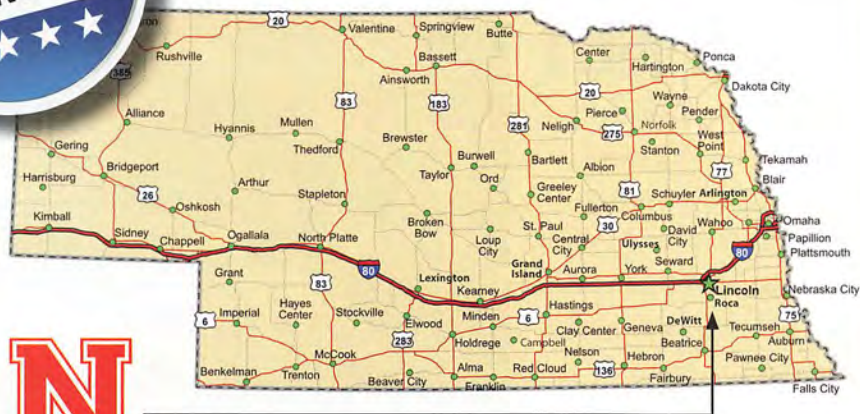 20
Valentine
Springview
Butte
Rushville
Center
Ponca
Bassett
Hartington
Ainsworth
Dakota City
385
20
Wayne
83
183
Alliance
Mullen
281
Pierce
Pender
Hyannis
Neligh
275
Norfolk
Brewster
West
Point
Thedford
Stanton
Gering
Burwell
Bartlett
Albion
77
Tekamah
Bridgeport
Taylor
Harrisburg
Ord
Blair
Arthur
Greeley
Center
81
Schuyler
Arlington
26
Stapleton
Oshkosh
Fullerton
Columbus
Kimball
Broken
Bow
St. Paul
30
David
City
Wahoo
Omaha
Sidney
Chappell
Ogallala
North Platte
Loup
City
Central
City
Ulysses
80
Papillion
Grand
Island
Seward
Plattsmouth
80
Lexington
Aurora
York
Grant
Kearney
Lincoln
Nebraska City
83
Roca
Hayes
Center
Hastings
6
Imperial
Stockville
Minden
6
DeWitt
75
Elwood
Clay Center
Geneva
Tecumseh
283
Holdrege
Campbell
Beatrice
Auburn
McCook
Nelson
Hebron
Pawnee City
Benkelman
Trenton
Beaver City
Alma
Red Cloud
136
Fairbury
Franklin
Falls City
N